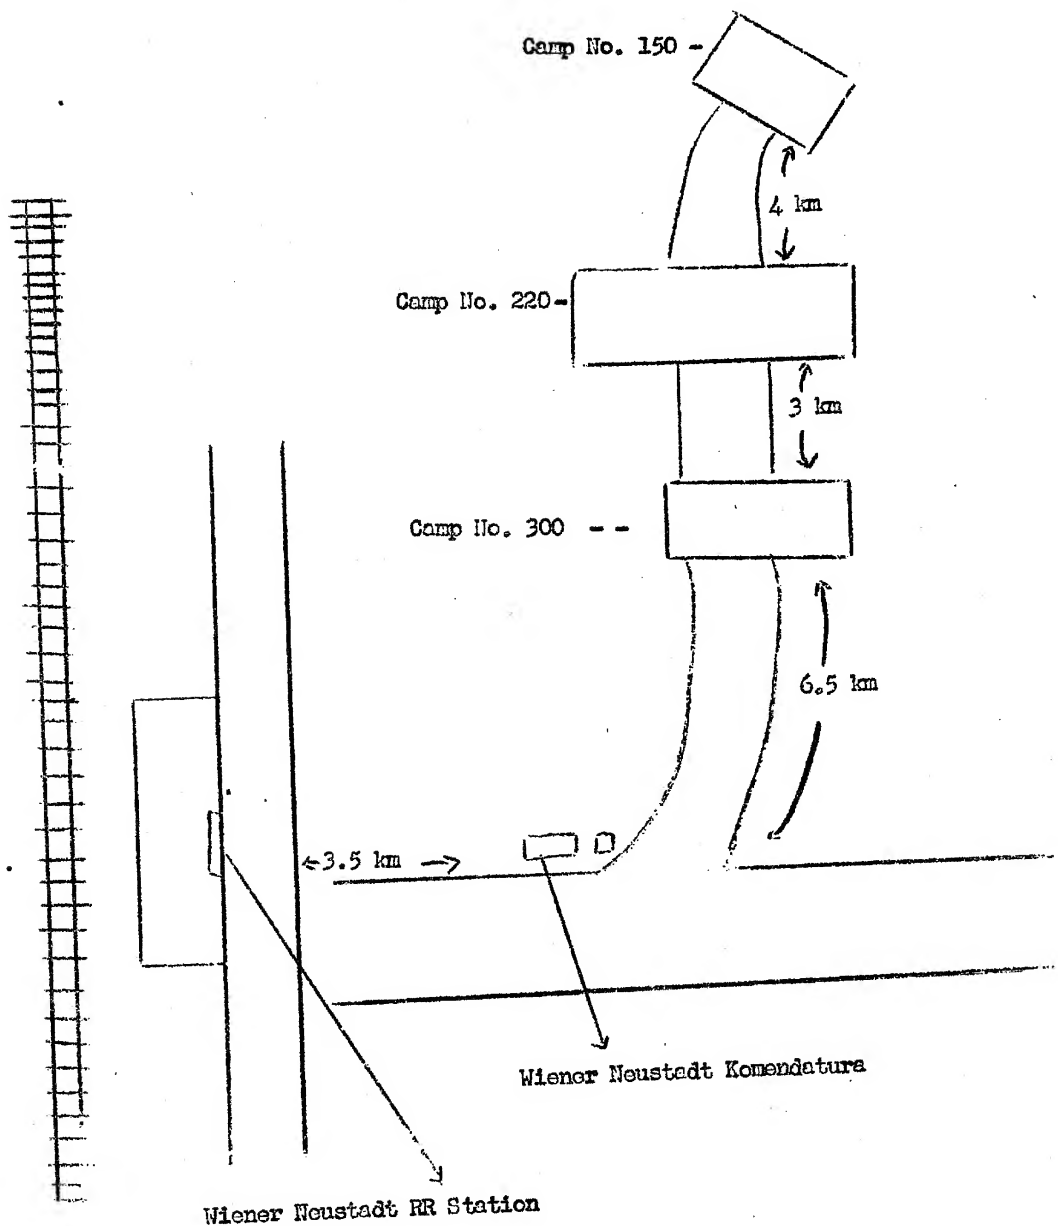 Camp No. 150 -
4 km
Camp No. 220-
3 km
Camp No. 300 - -
6.5 km
3.5 km
Wiener Neustadt Komendatura
Wiener Neustadt RR Station